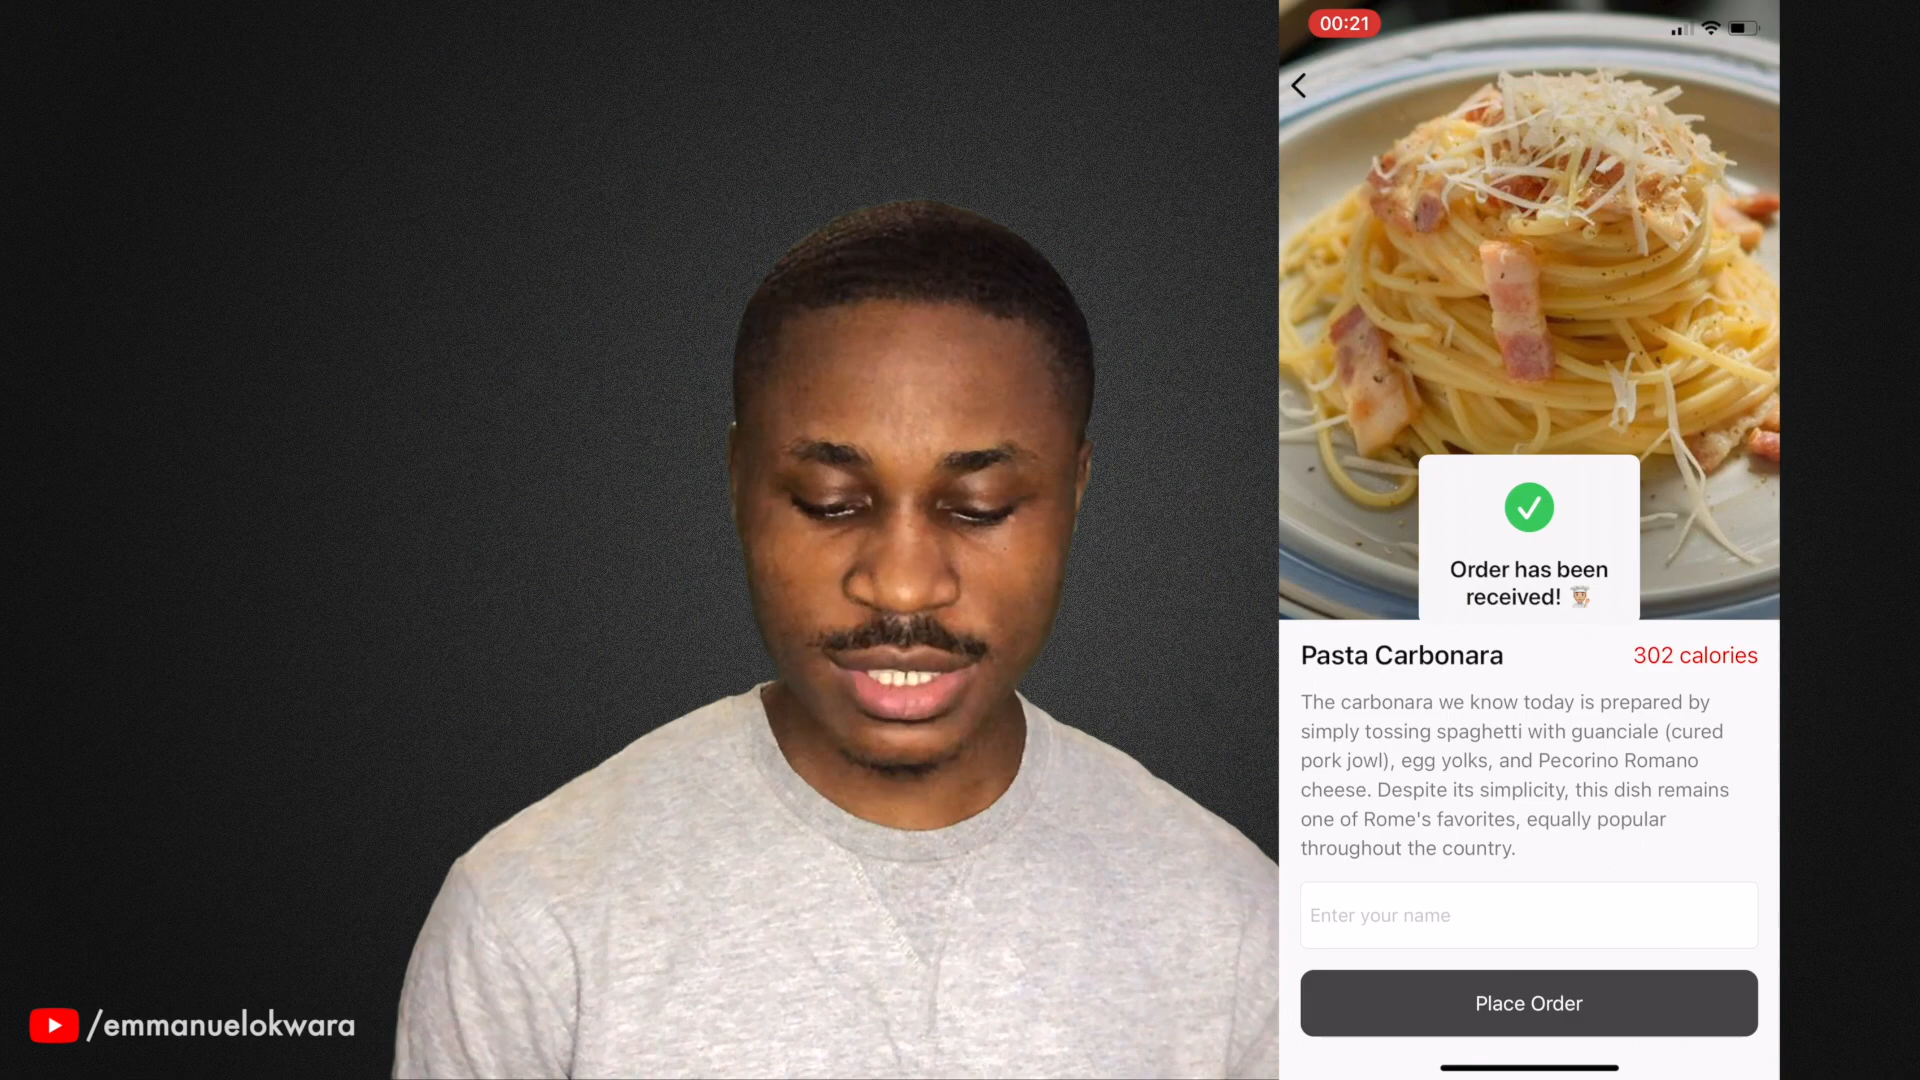 00:21
Order has been
received! 👨🏼‍🍳
Pasta Carbonara
302 calories
The carbonara we know today is prepared by
simply tossing spaghetti with guanciale (cured
pork jowl), egg yolks, and Pecorino Romano
cheese. Despite its simplicity, this dish remains
one of Rome's favorites, equally popular
throughout the country.
Enter your name
Place Order
/emmanuelokwara